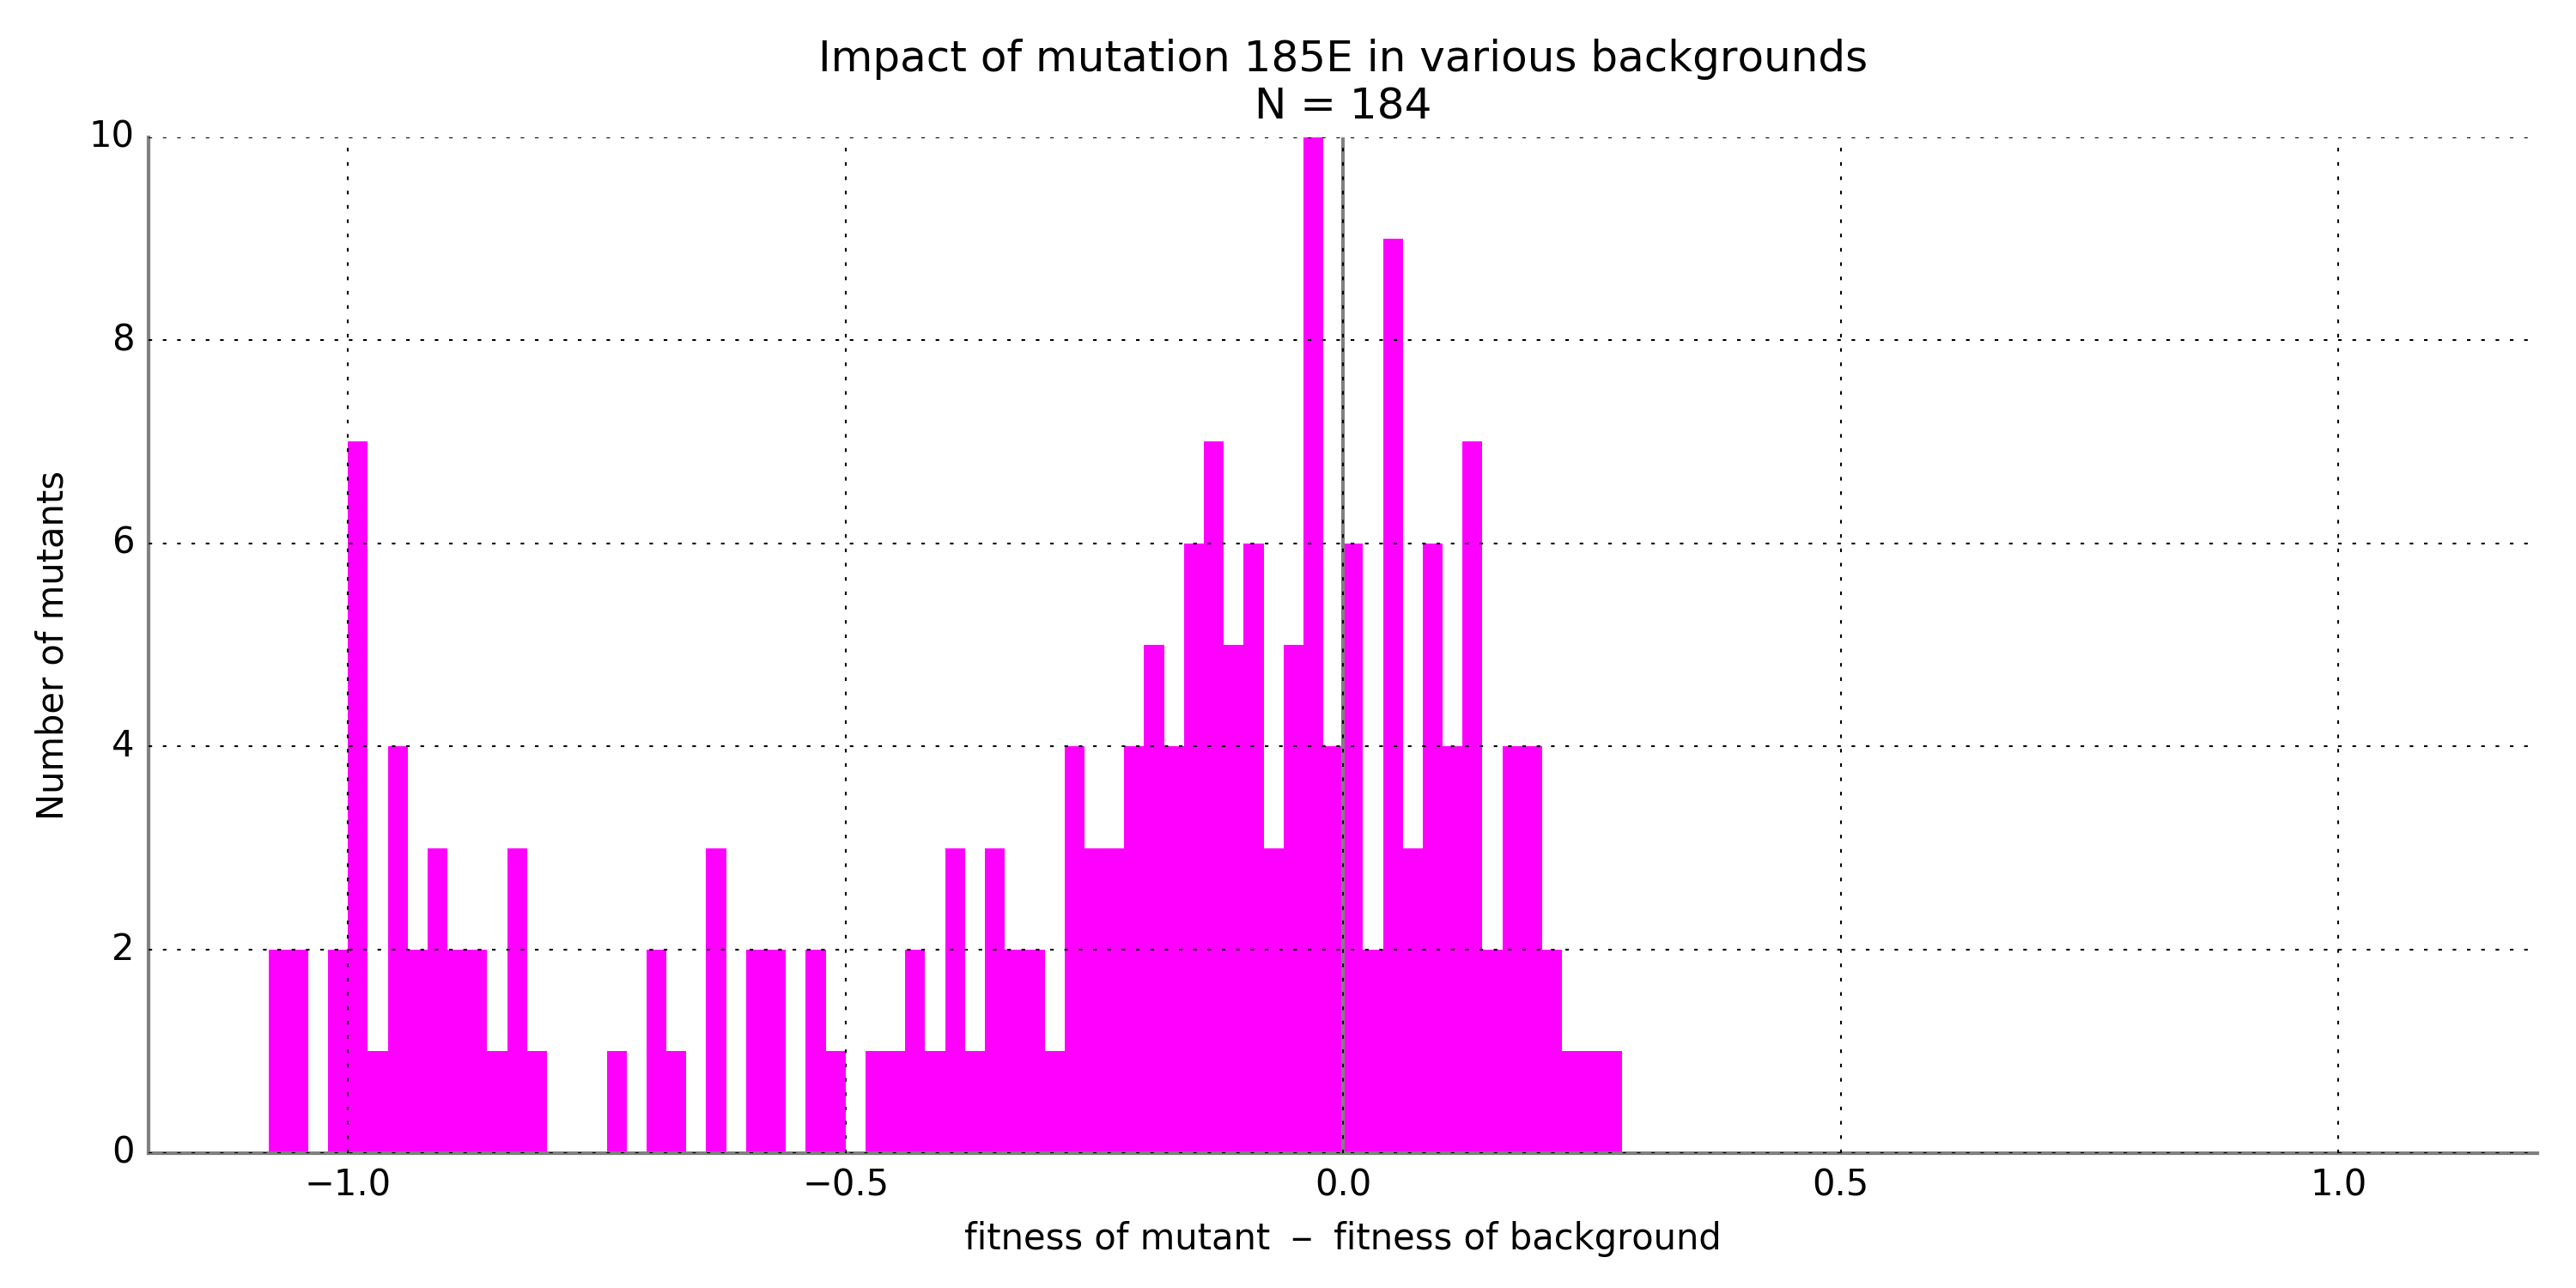 Impact of mutation 185E in various backgrounds
N = 184
10
8
6
4
2
0
Number of mutants
−1.0
−0.5
0.0
0.5
1.0
fitness of mutant – fitness of background